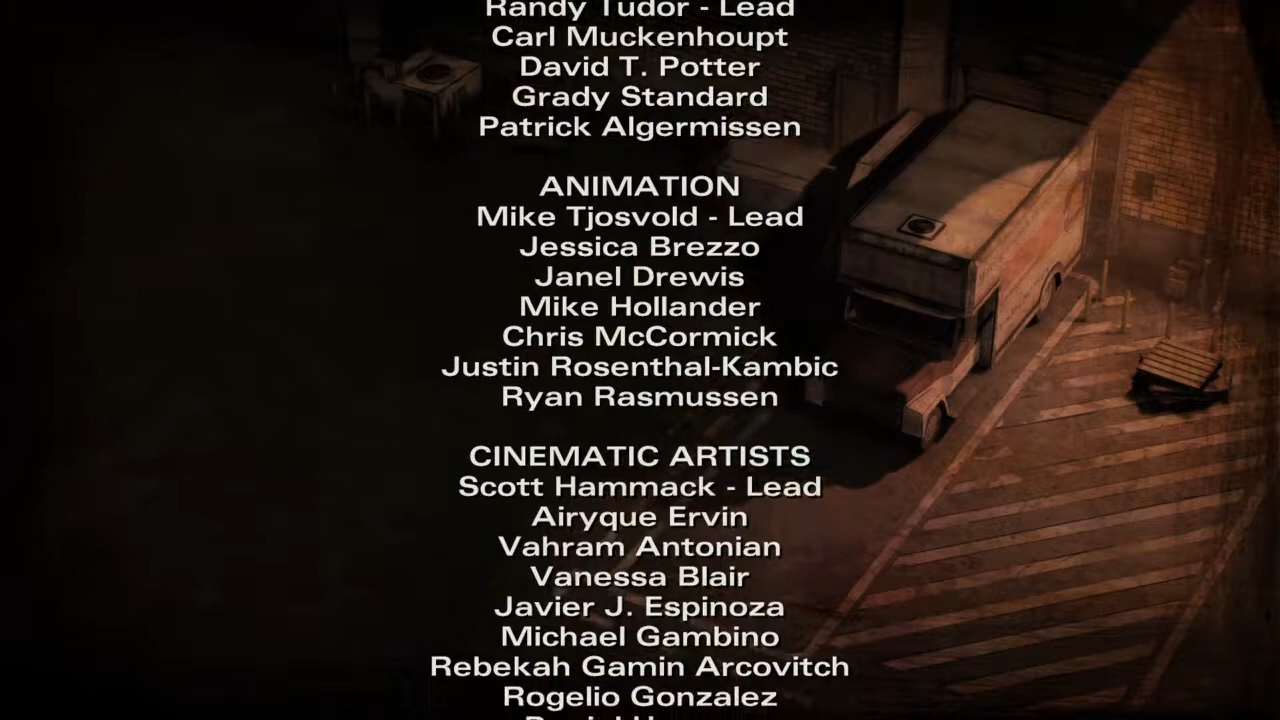 Randy Tudor - Lead
Carl Muckenhoupt
David T. Potter
Grady Standard
Patrick Algermissen
ANIMATION
Mike Tjosvold - Lead
Jessica Brezzo
Janel Drewis
Mike Hollander
Chris McCormick
Justin Rosenthal-Kambic
Ryan Rasmussen
CINEMATIC ARTISTS
Scott Hammack - Lead
Airyque Ervin
Vahram Antonian
Vanessa Blair
Javier J. Espinoza
Michael Gambino
Rebekah Gamin Arcovitch
Rogelio Gonzalez